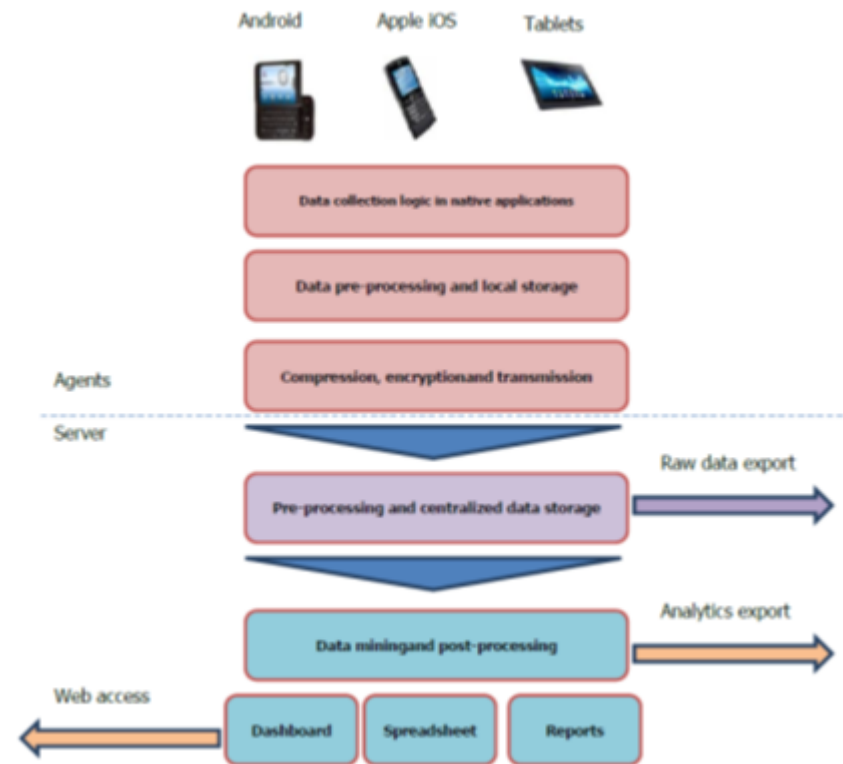 Android Apple iOS Tablets
Data collection logic in native applications
Data pre-processing and local storage
Compression, encryptionand transmission
Agents
Server
Raw data export
Pre-processing and centralized data storage
Analytics export
Data miningand post-processing
Web access
Dashboard Spreadsheet Reports